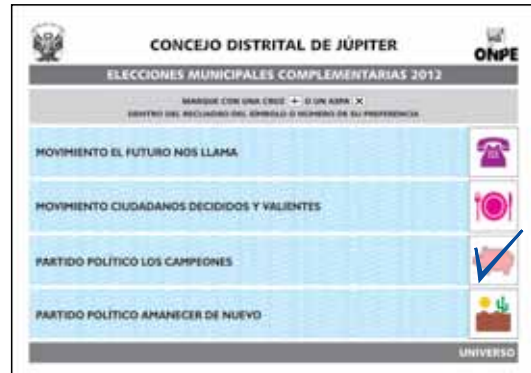 CONCEJO DISTRITAL DE JÚPITER
ONPE
ELECCIONES MUNICIPALES COMPLEMENTARIAS 2012
MARQUE CON UNA CRUZ + O UN ASPA X
DENTRO DEL RECUADRO DEL SÍMBOLO O NÚMERO DE SU PREFERENCIA
MOVIMIENTO EL FUTURO NOS LLAMA
MOVIMIENTO CIUDADANOS DECIDIDOS Y VALIENTES
PARTIDO POLÍTICO LOS CAMPEONES
PARTIDO POLÍTICO AMANECER DE NUEVO
UNIVERSO